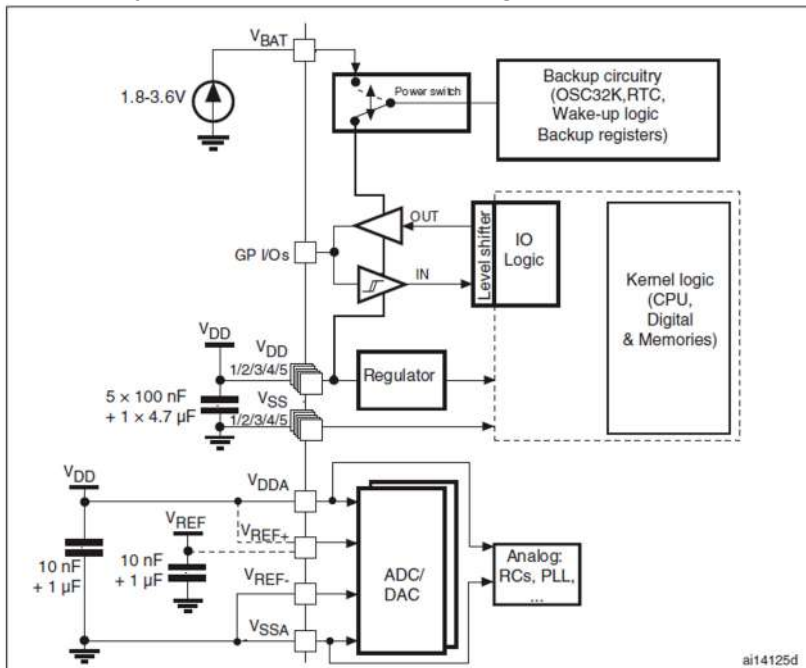 VBAT
1.8-3.6V
Power switch
Backup circuitry
(OSC32K,RTC,
Wake-up logic
Backup registers)
OUT
GP I/Os
IN
Level shifter
IO
Logic
Kernel logic
(CPU,
Digital
& Memories)
VDD
VDD
1/2/3/4/5
Regulator
5 × 100 nF
+ 1 × 4.7 µF
VSS
1/2/3/4/5
VDD
VDDA
VREF
VREF+
10 nF
+ 1 µF
10 nF
+ 1 µF
VREF-
ADC/
DAC
Analog:
RCs, PLL,
...
VSSA
ai14125d